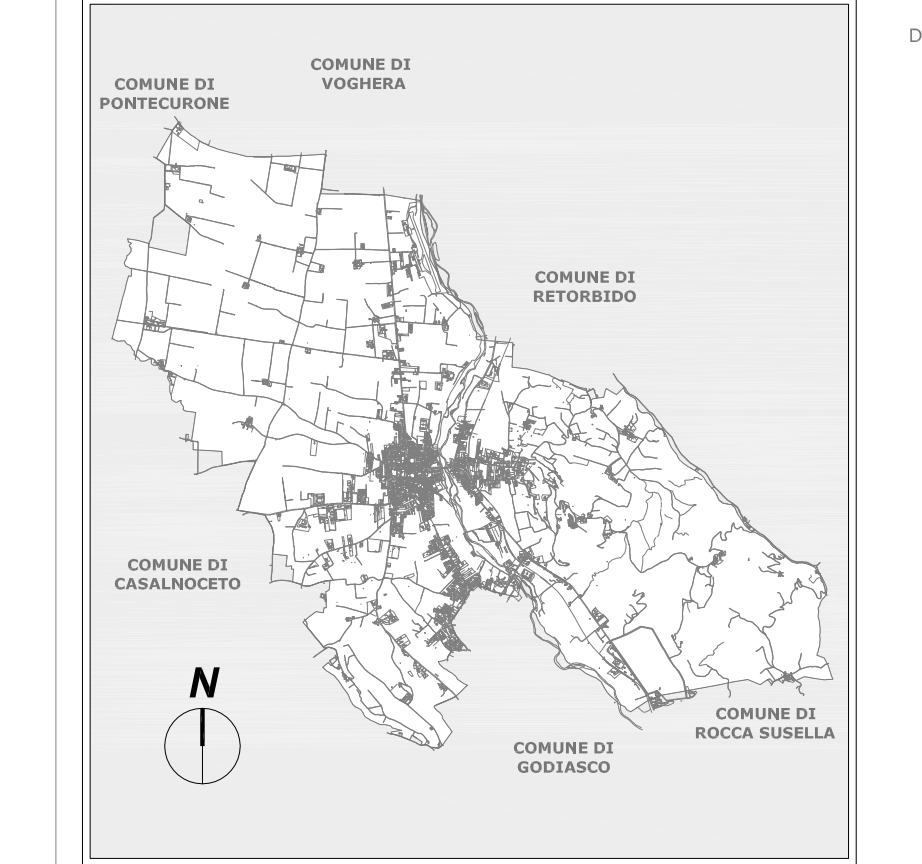 COMUNE DI
VOGHERA
COMUNE DI
PONTECURONE
D
COMUNE DI
RETORBIDO
COMUNE DI
CASALNOCETO
N
COMUNE DI
ROCCA SUSELLA
COMUNE DI
GODIASCO